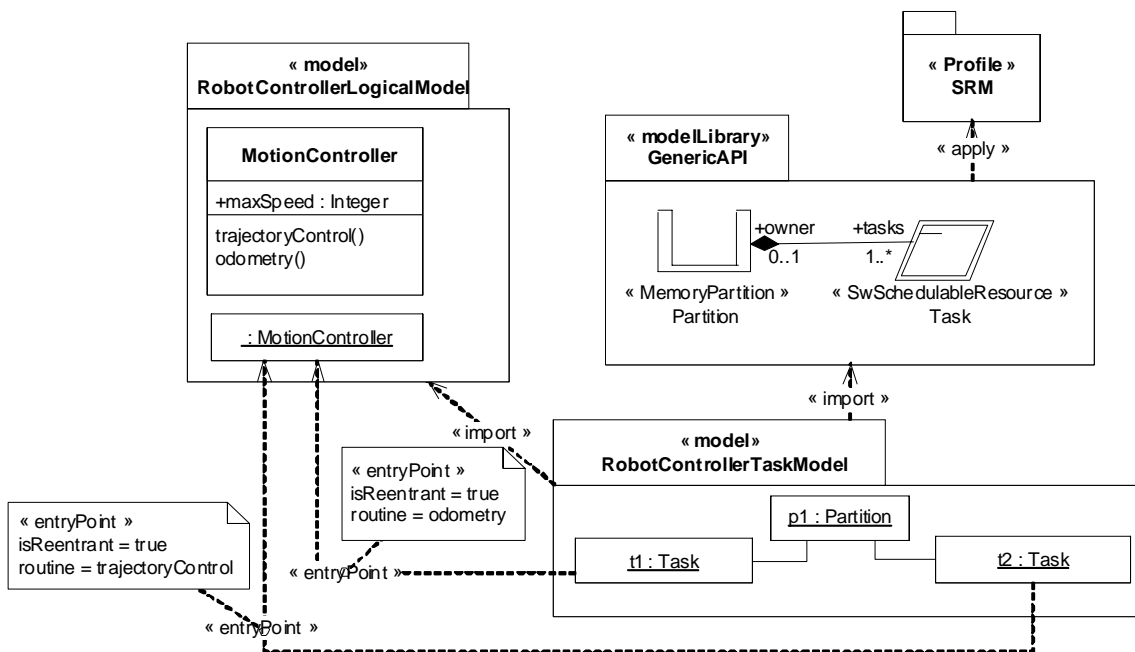 « model»
RobotControllerLogicalModel
MotionController
+maxSpeed : Integer
trajectoryControl()
odometry()
: MotionController
« Profile »
SRM
« apply »
« modelLibrary»
GenericAPI
+owner
0..1
+tasks
1..*
« MemoryPartition »
Partition
« SwSchedulableResource »
Task
« import »
« import »
« model»
RobotControllerTaskModel
p1 : Partition
t1 : Task
t2 : Task
« entryPoint »
isReentrant = true
routine = odometry
« entryPoint »
isReentrant = true
routine = trajectoryControl
« entryPoint »
« entryPoint »